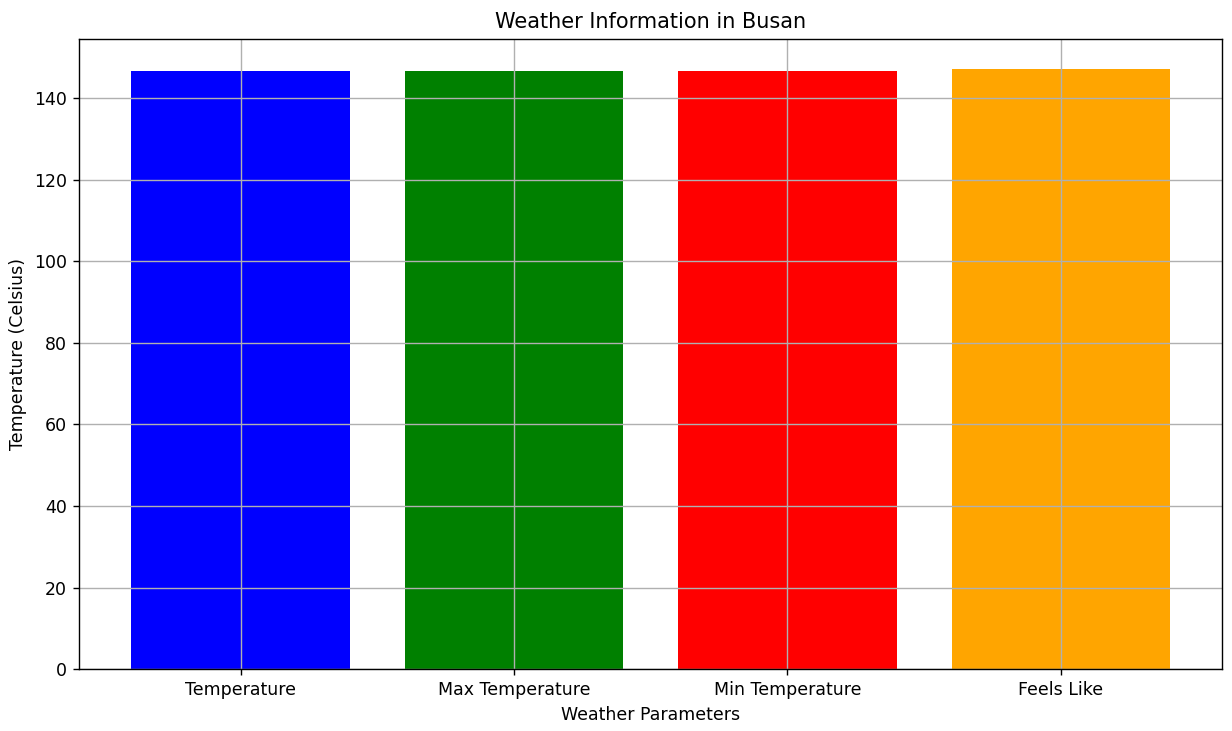 Weather Information in Busan
Temperature (Celsius)
140
120
100
80
60
40
20
0
Temperature Max Temperature Min Temperature Feels Like
Weather Parameters